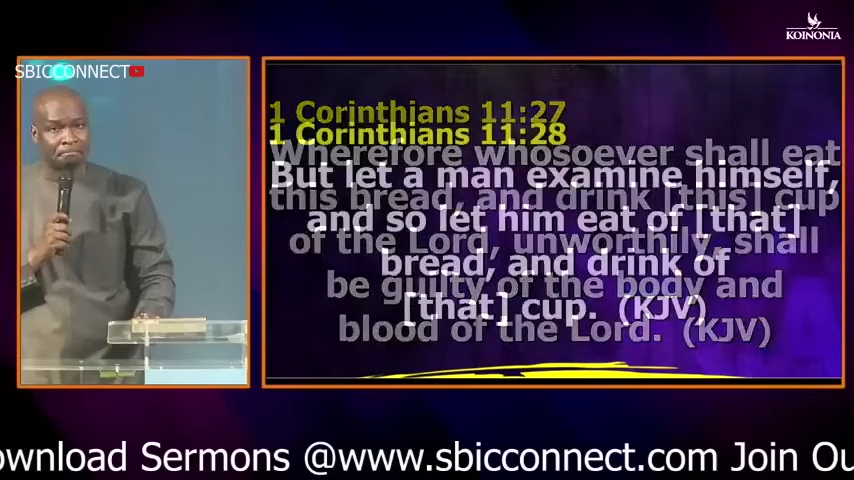 KOINONIA
SBICCONNECT
1 Corinthians 11:27
1 Corinthians 11:28
Wherefore whosoever shall eat
But let a man examine himself,
this bread, and drink [this] cup
and so let him eat of [that]
of the Lord, unworthily, shall
bread, and drink of
be guilty of the body and
[that] cup. (KJV)
blood of the Lord. (KJV)
ownload Sermons @www.sbicconnect.com Join Ou